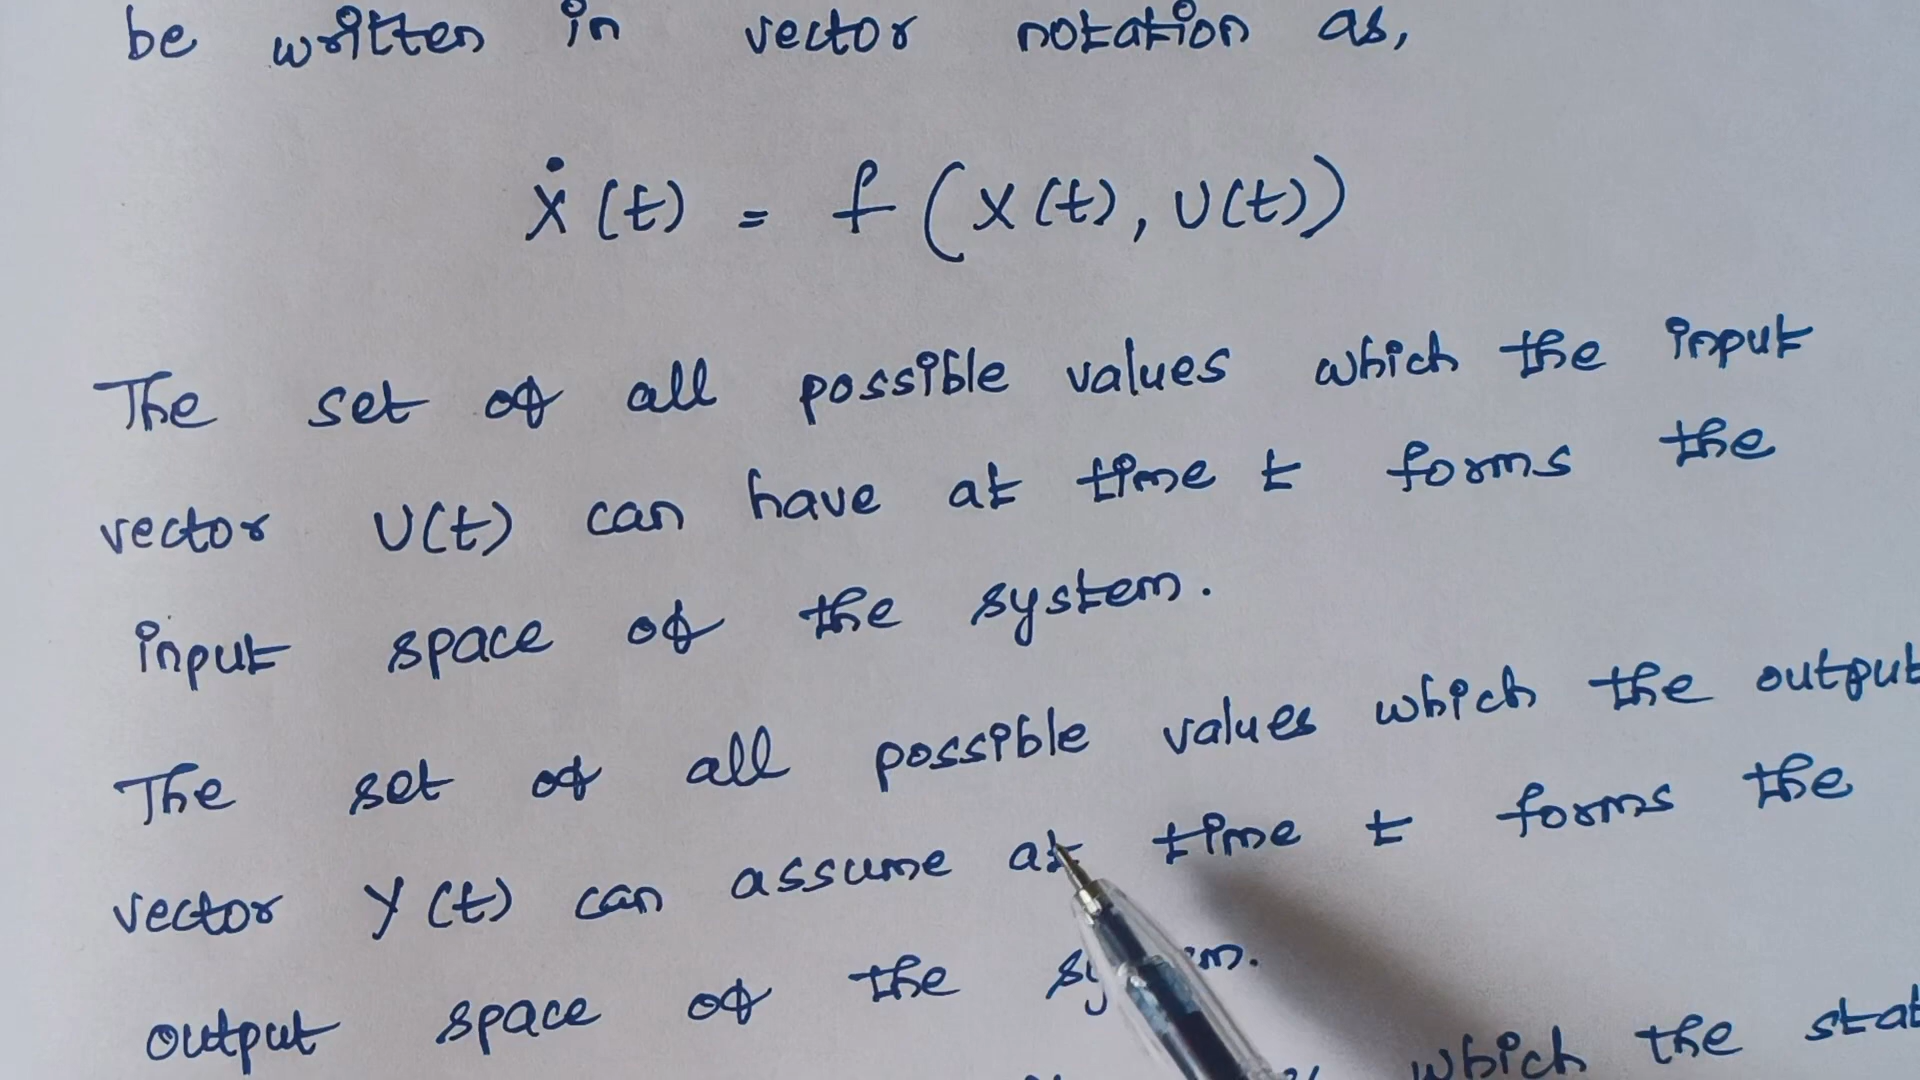 be written in vector notation as,
Ẋ(t) = f(X(t), U(t))
The set of all possible values which the input
vector U(t) can have at time t forms the
input space of the system.
The set of all possible values which the output
vector Y(t) can assume at time t forms the
output space of the
which the